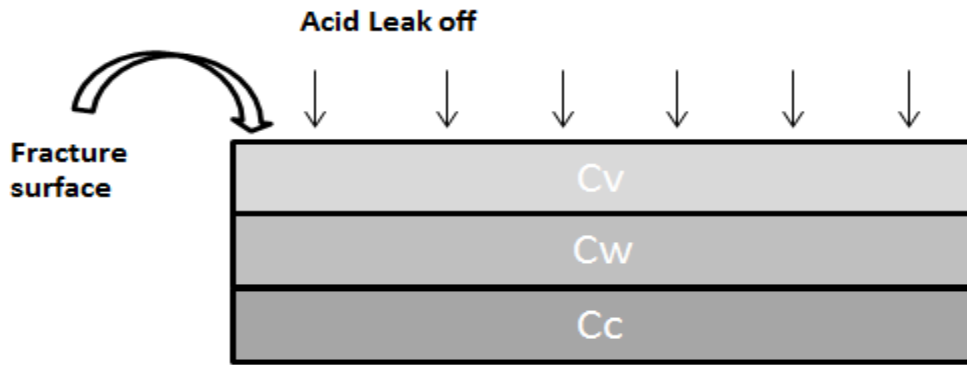 Acid Leak off
Fracture
surface
Cv
Cw
Cc